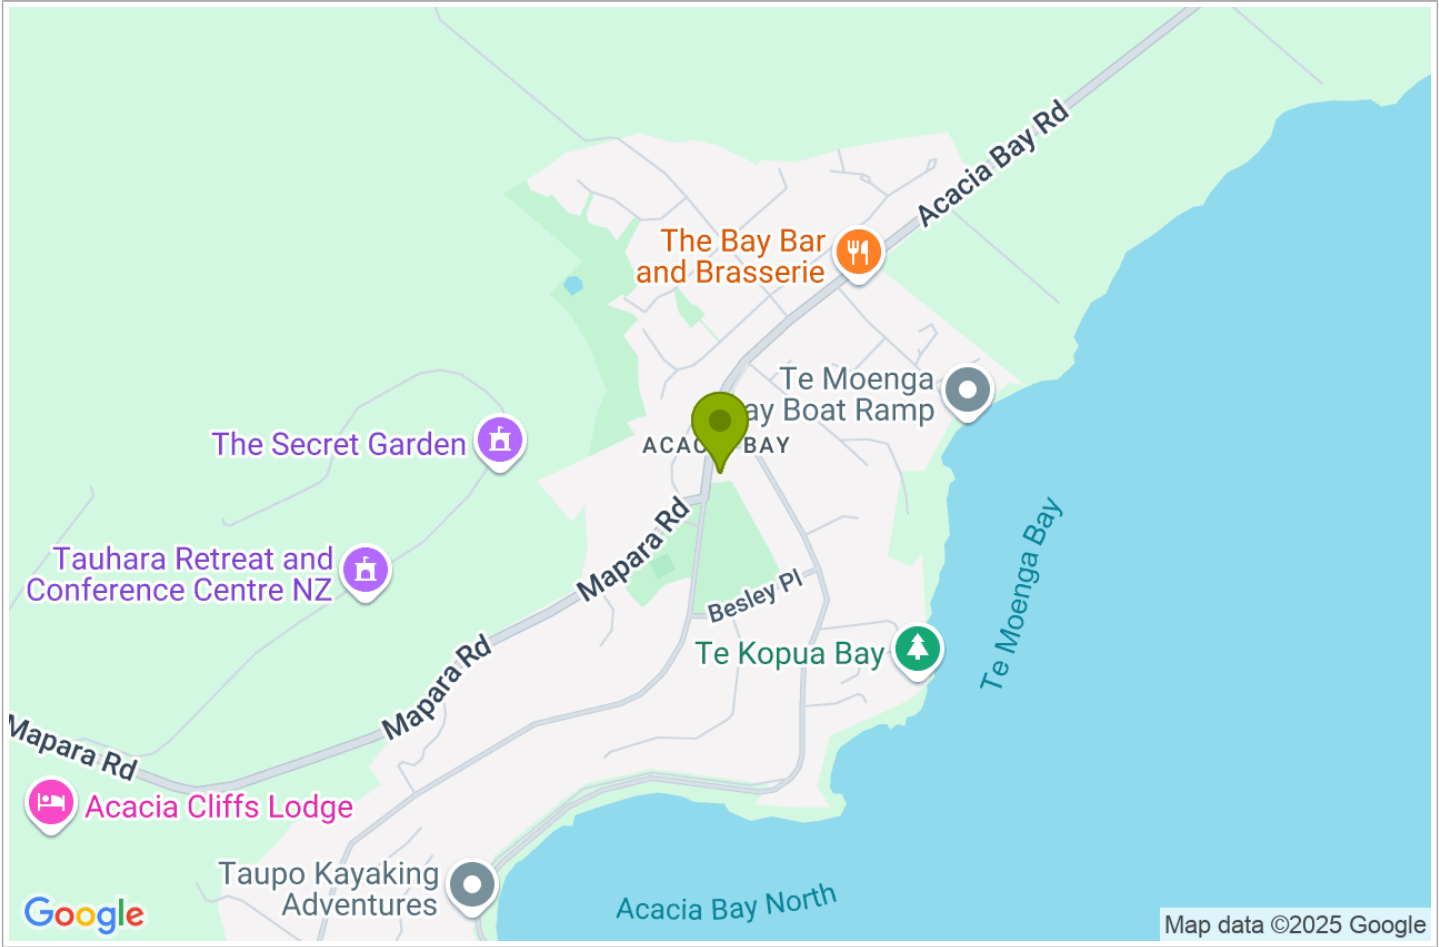 Acacia Bay Rd
The Bay Bar
and Brasserie
Te Moenga
ay Boat Ramp
The Secret Garden
ACAC BAY
Mapara Rd
Te Moenga Bay
Tauhara Retreat and
Conference Centre NZ
Besley Pl
Te Kopua Bay
Mapara Rd
Mapara Rd
Acacia Cliffs Lodge
Taupo Kayaking
Adventures
Acacia Bay North
Google
Map data ©2025 Google